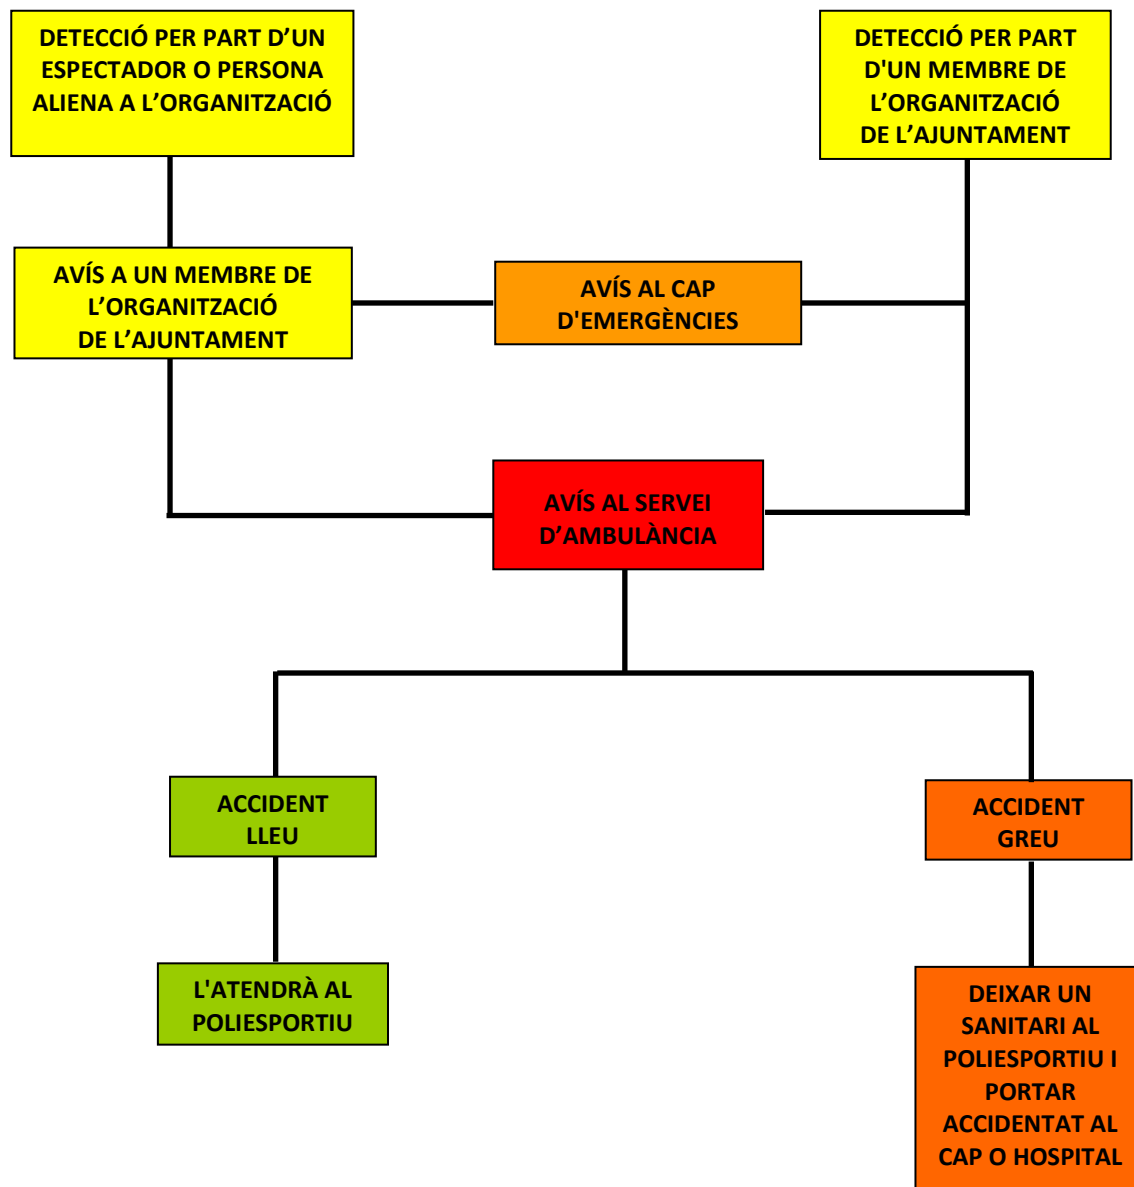 DETECCIÓ PER PART D’UN
ESPECTADOR O PERSONA
ALIENA A L’ORGANITZACIÓ
DETECCIÓ PER PART
D'UN MEMBRE DE
L’ORGANITZACIÓ
DE L’AJUNTAMENT
AVÍS A UN MEMBRE DE
L’ORGANITZACIÓ
DE L’AJUNTAMENT
AVÍS AL CAP
D'EMERGÈNCIES
AVÍS AL SERVEI
D’AMBULÀNCIA
ACCIDENT
LLEU
ACCIDENT
GREU
L'ATENDRÀ AL
POLIESPORTIU
DEIXAR UN
SANITARI AL
POLIESPORTIU I
PORTAR
ACCIDENTAT AL
CAP O HOSPITAL